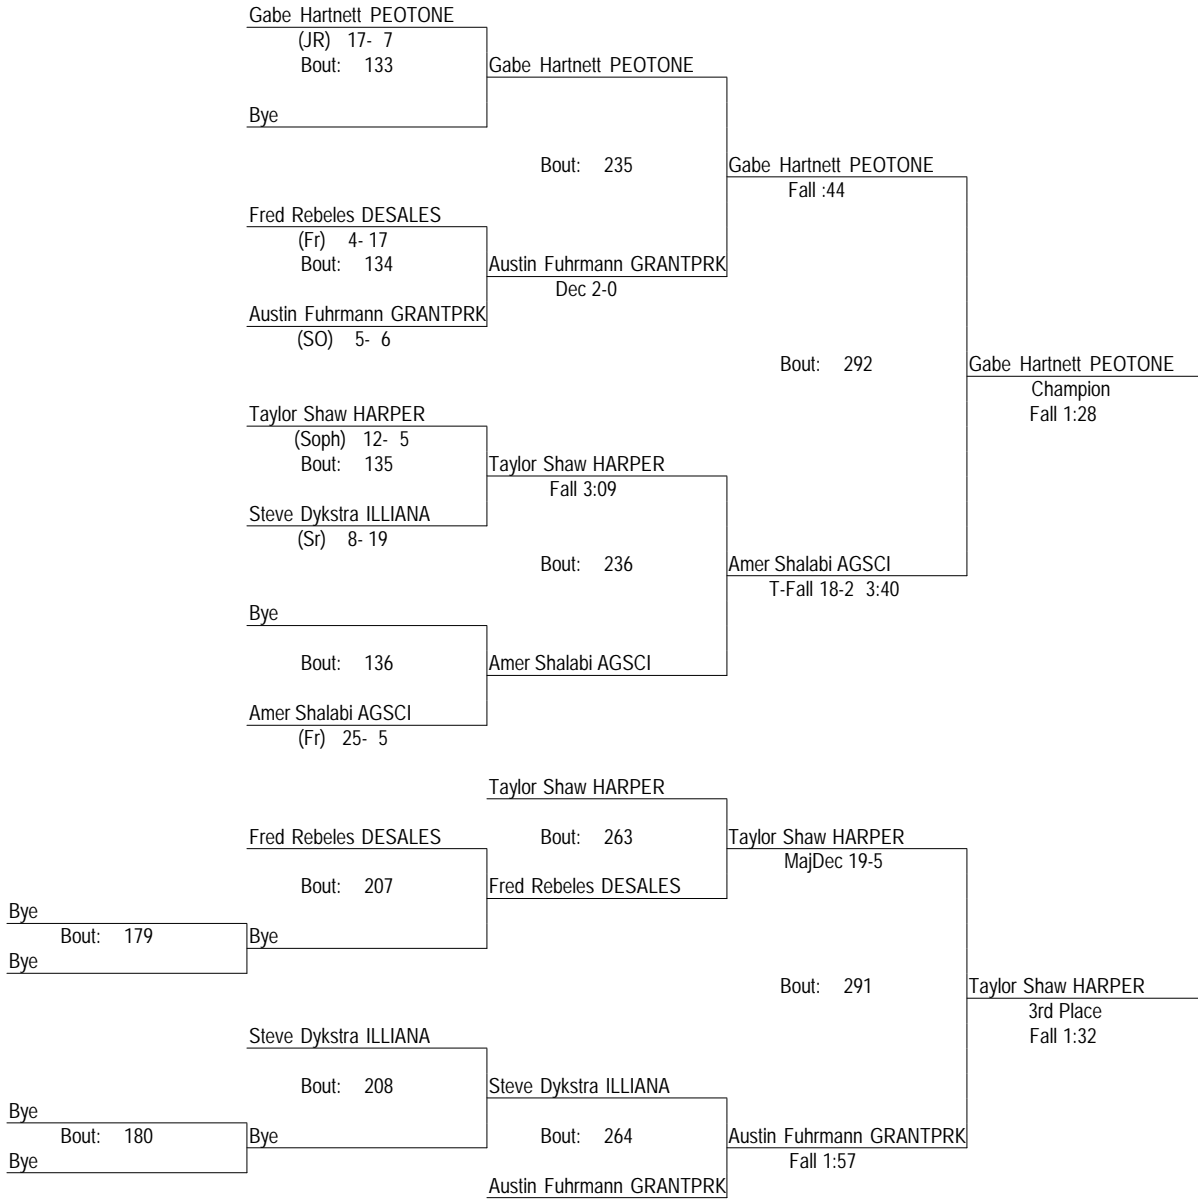 Gabe Hartnett PEOTONE
(JR) 17- 7
Bout: 133
Gabe Hartnett PEOTONE
Bye
Bout: 235
Gabe Hartnett PEOTONE
Fall :44
Fred Rebeles DESALES
(Fr) 4- 17
Bout: 134
Austin Fuhrmann GRANTPRK
Dec 2-0
Austin Fuhrmann GRANTPRK
(SO) 5- 6
Bout: 292
Gabe Hartnett PEOTONE
Champion
Fall 1:28
Taylor Shaw HARPER
(Soph) 12- 5
Bout: 135
Taylor Shaw HARPER
Fall 3:09
Steve Dykstra ILLIANA
(Sr) 8- 19
Bout: 236
Amer Shalabi AGSCI
T-Fall 18-2 3:40
Bye
Bout: 136
Amer Shalabi AGSCI
Amer Shalabi AGSCI
(Fr) 25- 5
Taylor Shaw HARPER
Fred Rebeles DESALES
Bout: 263
Taylor Shaw HARPER
MajDec 19-5
Bout: 207
Fred Rebeles DESALES
Bye
Bout: 179
Bye
Bye
Bout: 291
Taylor Shaw HARPER
3rd Place
Fall 1:32
Steve Dykstra ILLIANA
Bout: 208
Steve Dykstra ILLIANA
Bye
Bout: 180
Bye
Bye
Bout: 264
Austin Fuhrmann GRANTPRK
Fall 1:57
Austin Fuhrmann GRANTPRK